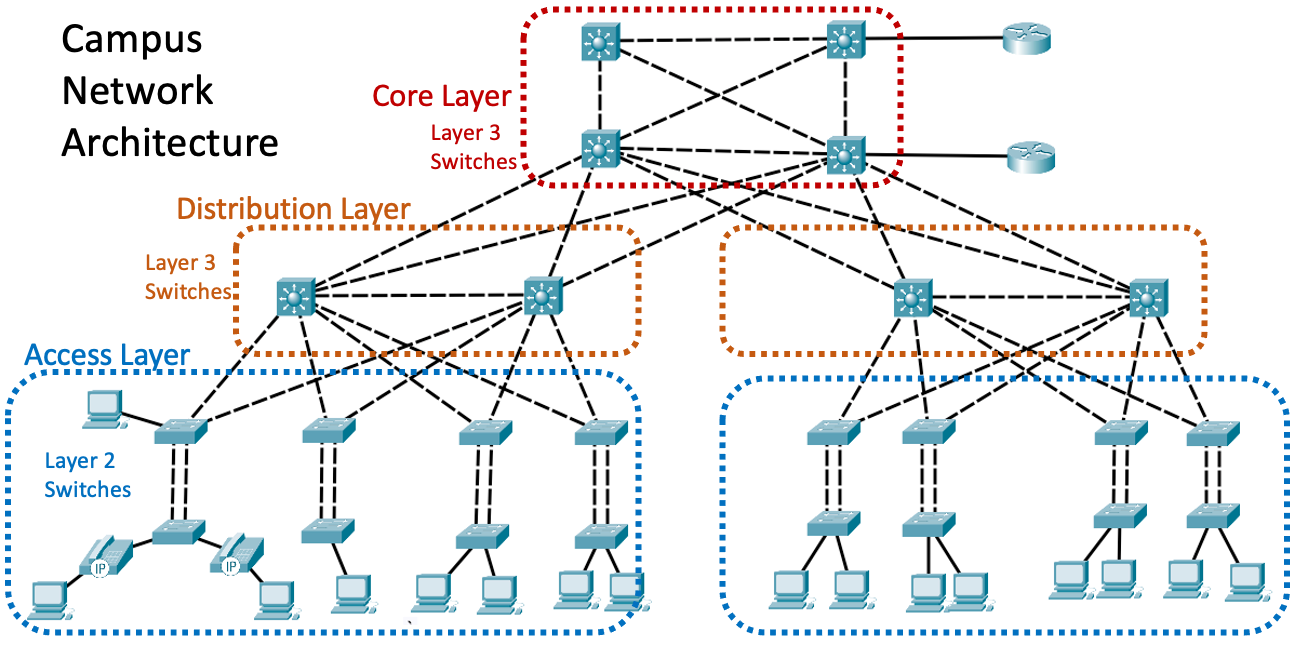 Campus
Network
Architecture
Core Layer
Layer 3
Switches
Distribution Layer
Layer 3
Switches
Access Layer
Layer 2
Switches
IP
IP